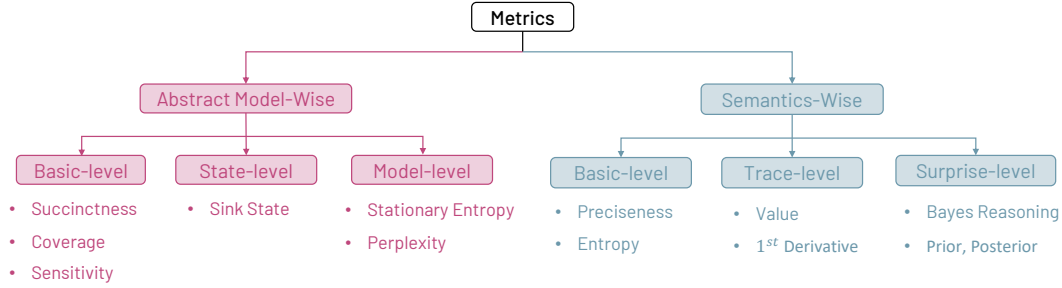 Metrics
Abstract Model-Wise
Semantics-Wise
Basic-level
State-level
Model-level
Basic-level
Trace-level
Surprise-level
• Succinctness
• Coverage
• Sensitivity
• Sink State
• Stationary Entropy
• Perplexity
• Preciseness
• Entropy
• Value
• 1st Derivative
• Bayes Reasoning
• Prior, Posterior